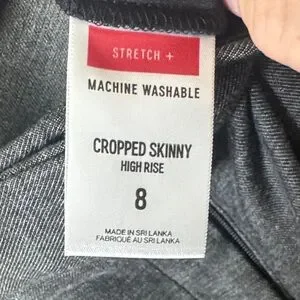 STRETCH +
MACHINE WASHABLE
CROPPED SKINNY
HIGH RISE
8
MADE IN SRI LANKA
FABRIQUÉ AU SRI LANKA